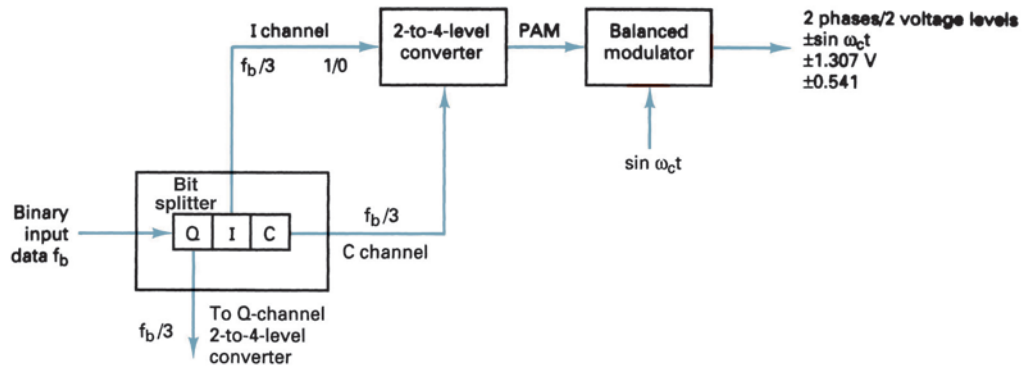 I channel
f_b/3 1/0
2-to-4-level
converter
PAM
Balanced
modulator
2 phases/2 voltage levels
±sin ω_ct
±1.307 V
±0.541
sin ω_ct
Binary
input
data f_b
Bit
splitter
Q I C
f_b/3
C channel
f_b/3
To Q-channel
2-to-4-level
converter